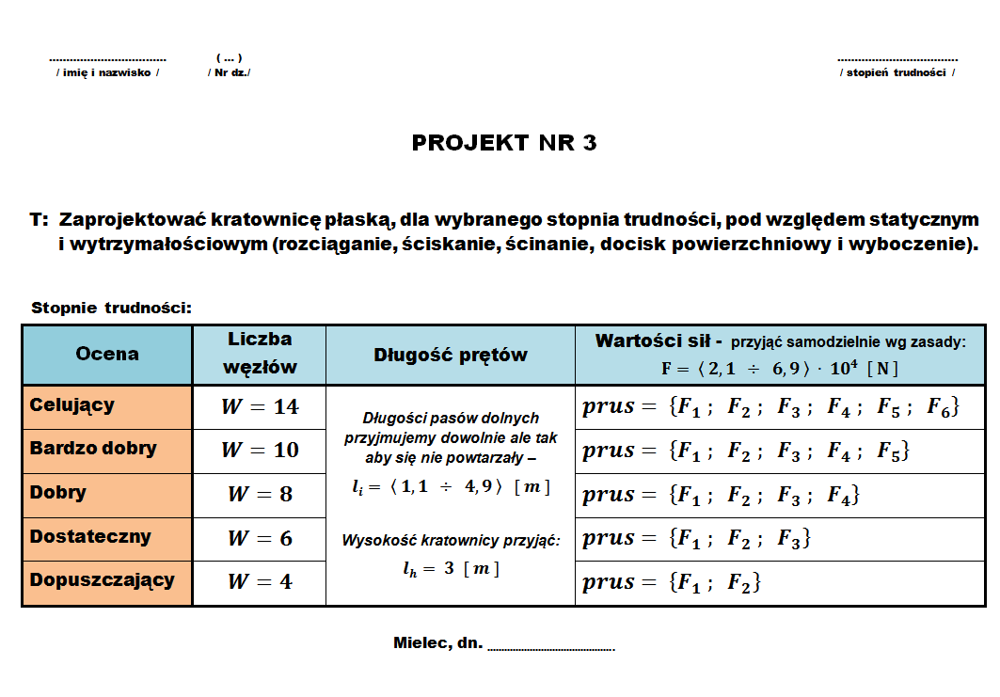 .................................. ( ... ) ...................................
/ imię i nazwisko / / Nr dz./ / stopień trudności /
PROJEKT NR 3
T: Zaprojektować kratownicę płaską, dla wybranego stopnia trudności, pod względem statycznym
i wytrzymałościowym (rozciąganie, ściskanie, ścinanie, docisk powierzchniowy i wyboczenie).
Stopnie trudności:
Ocena
Liczba
węzłów
Długość prętów
Wartości sił - przyjąć samodzielnie wg zasady:
F = ⟨ 2,1 ÷ 6,9 ⟩ · 10⁴ [ N ]
Celujący
W = 14
prus = {F₁ ; F₂ ; F₃ ; F₄ ; F₅ ; F₆}
Bardzo dobry
W = 10
prus = {F₁ ; F₂ ; F₃ ; F₄ ; F₅}
Dobry
W = 8
prus = {F₁ ; F₂ ; F₃ ; F₄}
Dostateczny
W = 6
prus = {F₁ ; F₂ ; F₃}
Dopuszczający
W = 4
prus = {F₁ ; F₂}
Długości pasów dolnych
przyjmujemy dowolnie ale tak
aby się nie powtarzały –
lᵢ = ⟨ 1,1 ÷ 4,9 ⟩ [ m ]
Wysokość kratownicy przyjąć:
lₕ = 3 [ m ]
Mielec, dn. .............................................